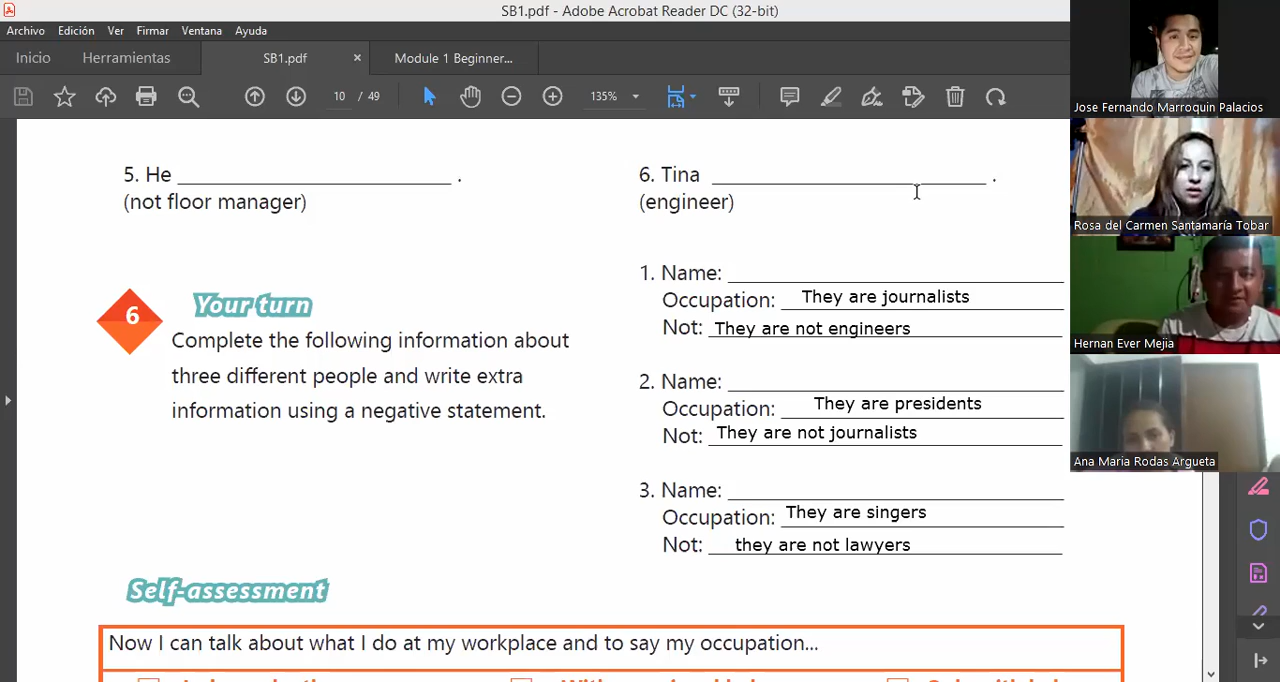 SB1.pdf - Adobe Acrobat Reader DC (32-bit)
Archivo Edición Ver Firmar Ventana Ayuda
Inicio Herramientas SB1.pdf × Module 1 Beginner...
10 / 49 135%
5. He ____________________ .
(not floor manager)
6. Tina ____________________ .
(engineer)
6
Your turn
Complete the following information about
three different people and write extra
information using a negative statement.
1. Name: ____________________
Occupation: They are journalists
Not: They are not engineers
2. Name: ____________________
Occupation: They are presidents
Not: They are not journalists
3. Name: ____________________
Occupation: They are singers
Not: they are not lawyers
Self-assessment
Now I can talk about what I do at my workplace and to say my occupation...
Jose Fernando Marroquin Palacios
Rosa del Carmen Santamaría Tobar
Hernan Ever Mejia
Ana Maria Rodas Argueta